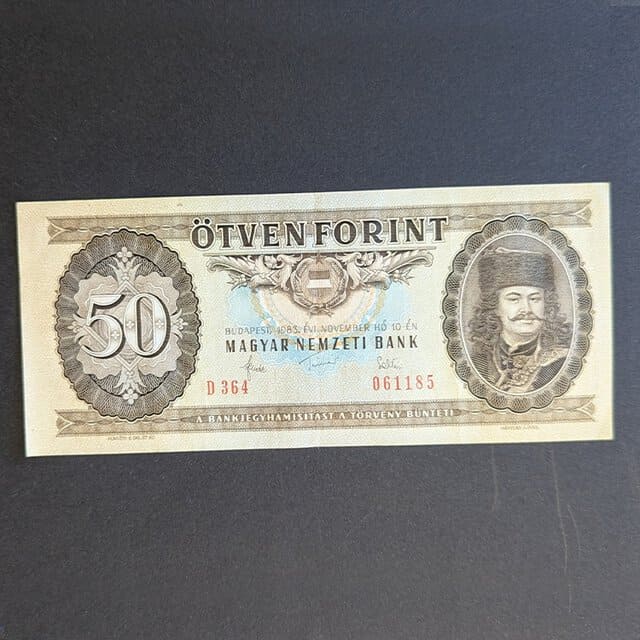 ÖTVEN FORINT
50
BUDAPEST, 1983. ÉVI NOVEMBER HÓ 10-ÉN
MAGYAR NEMZETI BANK
D 364
061185
A BANKJEGYHAMISÍTÁST A TÖRVÉNY BÜNTETI